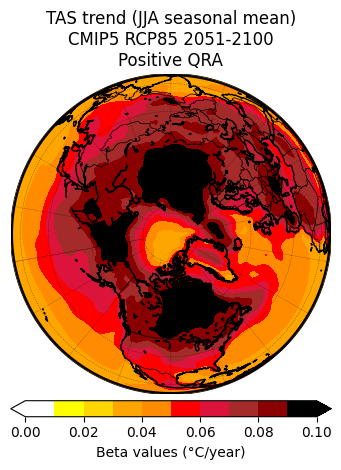 TAS trend (JJA seasonal mean)
CMIP5 RCP85 2051-2100
Positive QRA
0.00 0.02 0.04 0.06 0.08 0.10
Beta values (°C/year)